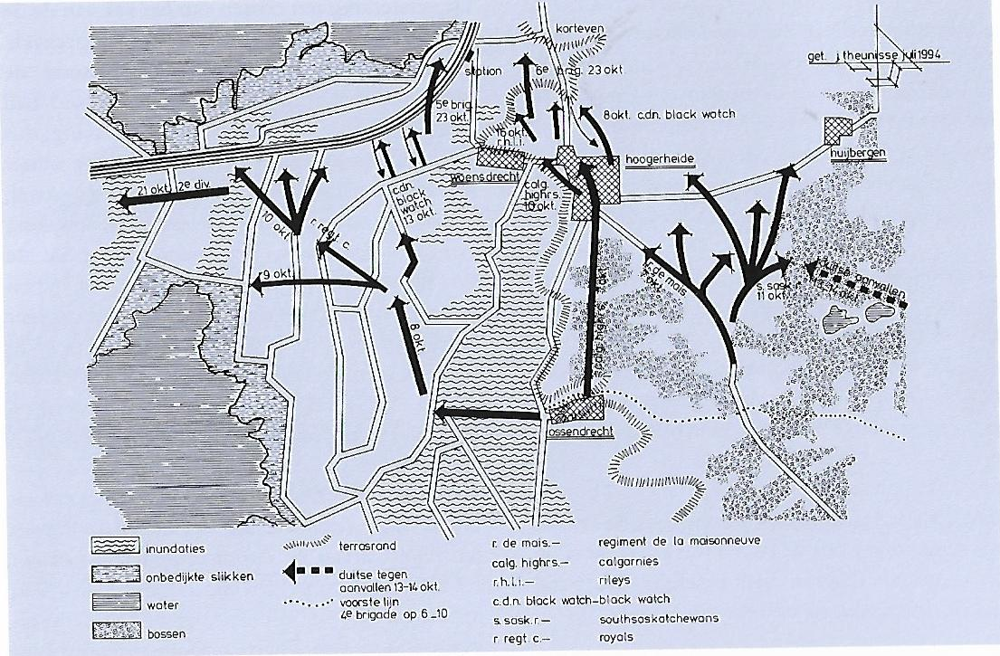 korteven
get. j. theunisse juli 1994
station
6e brig. 23 okt.
5e brig.
23 okt.
8 okt. c.dn. black watch
16 okt.
r.h.l.i.
huijbergen
hoogerheide
woensdrecht
calg.
highrs.
10 okt.
21 okt. 2e div.
cdn.
black
watch
13 okt.
10 okt.
r. regt. c.
r. de mais.
s. sask.
11 okt.
9 okt.
8 okt.
ossendrecht
inundaties
onbedijkte slikken
water
bossen
terrasrand
duitse tegen
aanvallen 13-14 okt.
voorste lijn
4e brigade op 6_10
r. de mais.— regiment de la maisonneuve
calg. highrs.— calgarnies
r.h.l.i.— rileys
c.d.n. black watch—black watch
s. sask.r.— southsaskatchewans
r. regt. c.— royals